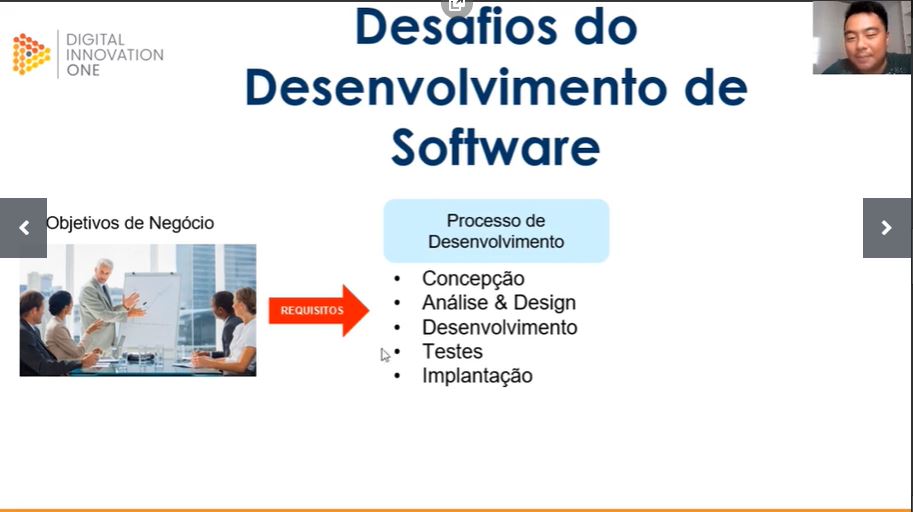 DIGITAL
INNOVATION
ONE
Desafios do
Desenvolvimento de
Software
Objetivos de Negócio
REQUISITOS
Processo de
Desenvolvimento
• Concepção
• Análise & Design
• Desenvolvimento
• Testes
• Implantação